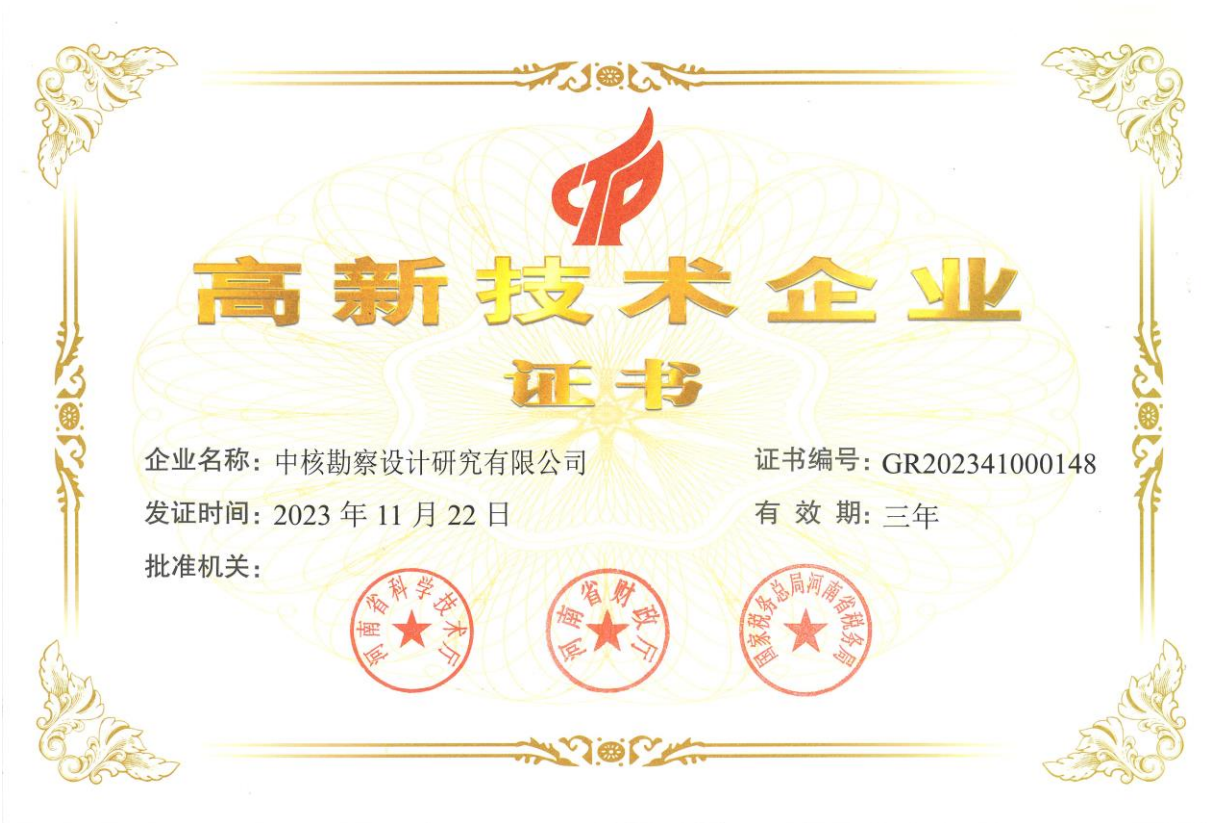 高新技术企业
证书
企业名称：中核勘察设计研究有限公司
证书编号：GR202341000148
发证时间：2023年11月22日
有 效 期：三年
批准机关：
河南省科学技术厅
河南省财政厅
国家税务总局河南省税务局